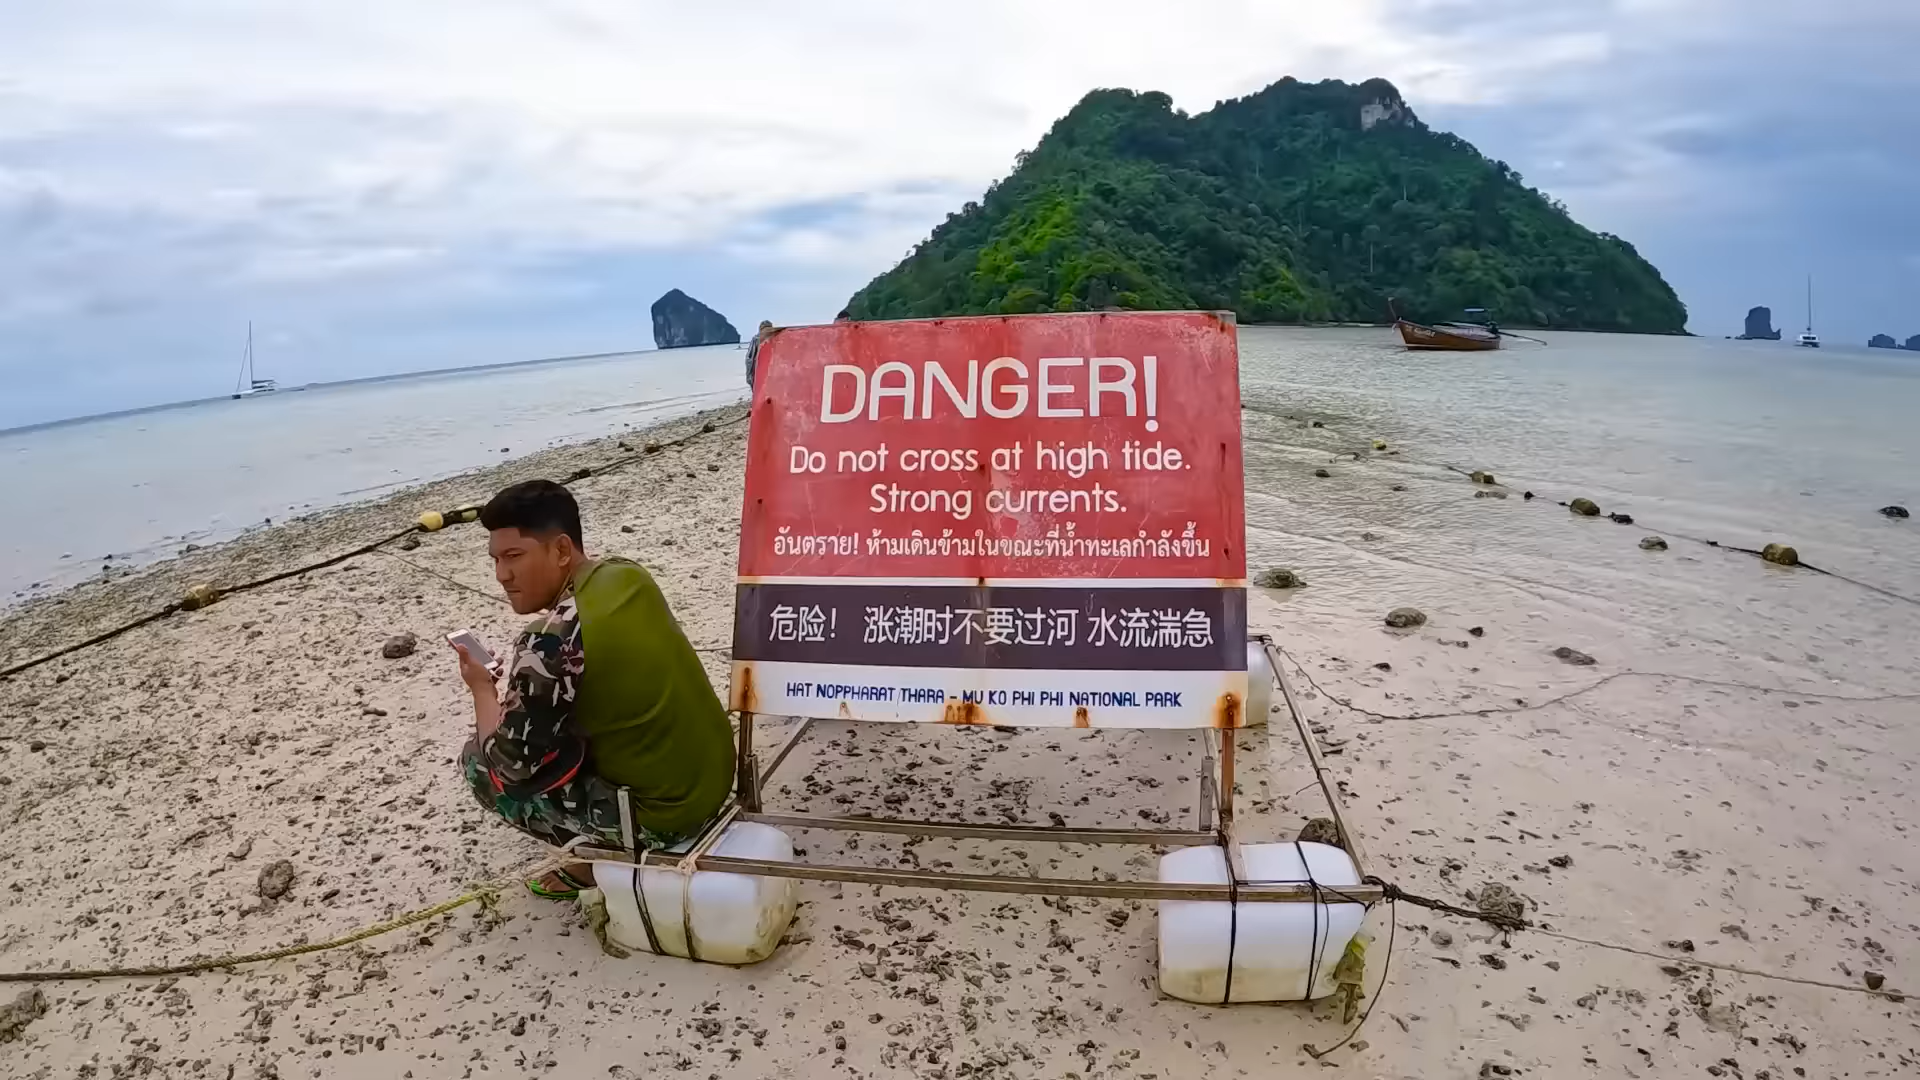 DANGER!
Do not cross at high tide.
Strong currents.
อันตราย! ห้ามเดินข้ามในขณะที่น้ำทะเลกำลังขึ้น
危险！ 涨潮时不要过河 水流湍急
HAT NOPPHARAT THARA - MU KO PHI PHI NATIONAL PARK